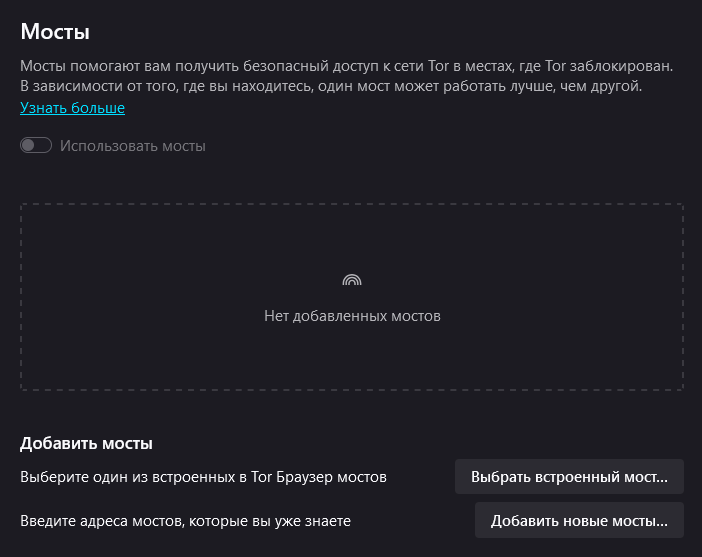 Мосты
Мосты помогают вам получить безопасный доступ к сети Tor в местах, где Tor заблокирован.
В зависимости от того, где вы находитесь, один мост может работать лучше, чем другой.
Узнать больше
Использовать мосты
Нет добавленных мостов
Добавить мосты
Выберите один из встроенных в Tor Браузер мостов
Выбрать встроенный мост...
Введите адреса мостов, которые вы уже знаете
Добавить новые мосты...